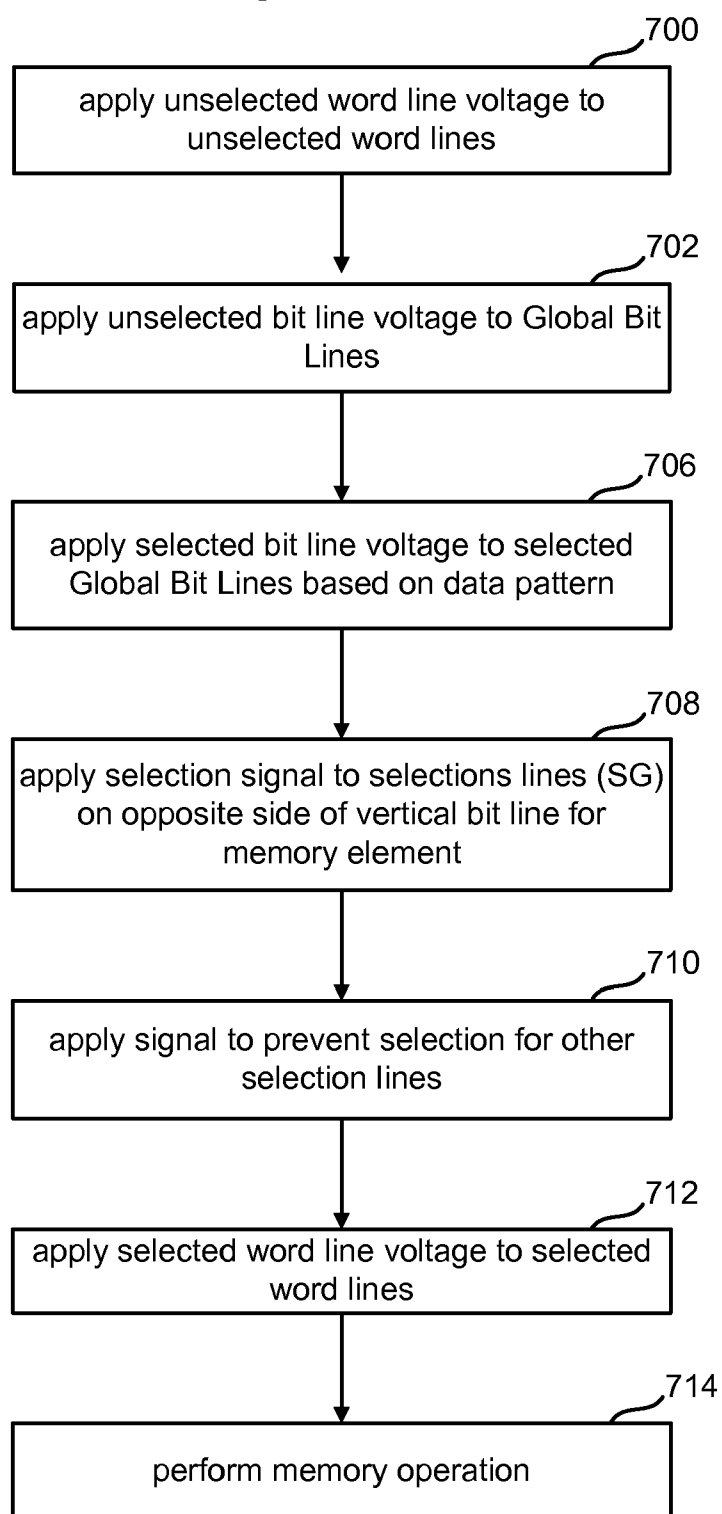 700
apply unselected word line voltage to
unselected word lines
702
apply unselected bit line voltage to Global Bit
Lines
706
apply selected bit line voltage to selected
Global Bit Lines based on data pattern
708
apply selection signal to selections lines (SG)
on opposite side of vertical bit line for
memory element
710
apply signal to prevent selection for other
selection lines
712
apply selected word line voltage to selected
word lines
714
perform memory operation